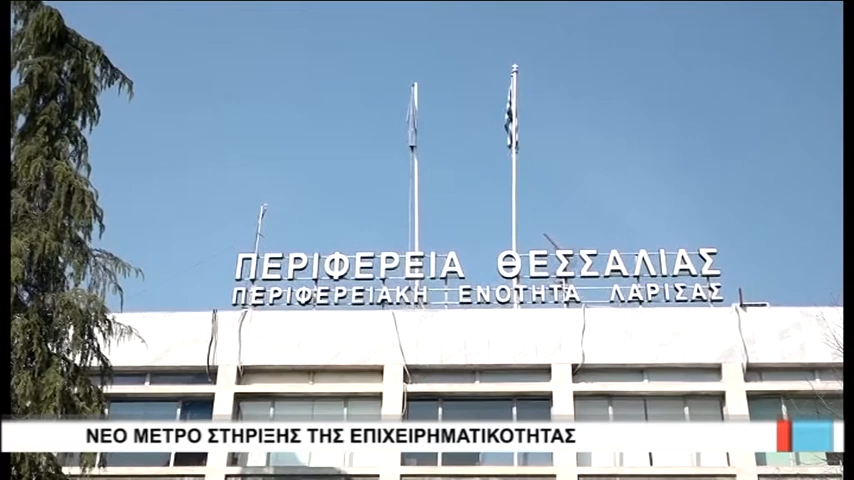 ΠΕΡΙΦΕΡΕΙΑ ΘΕΣΣΑΛΙΑΣ
ΠΕΡΙΦΕΡΕΙΑΚΗ ΕΝΟΤΗΤΑ ΛΑΡΙΣΑΣ
ΝΕΟ ΜΕΤΡΟ ΣΤΗΡΙΞΗΣ ΤΗΣ ΕΠΙΧΕΙΡΗΜΑΤΙΚΟΤΗΤΑΣ